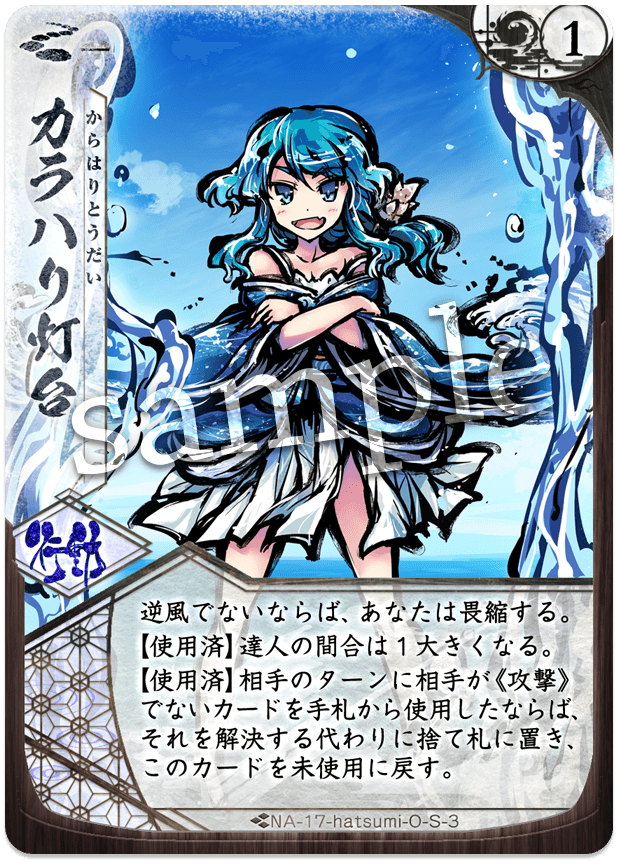 1
カラハリ灯台
からはりとうだい
sample
行動
逆風でないならば、あなたは畏縮する。
【使用済】達人の間合は1大きくなる。
【使用済】相手のターンに相手が《攻撃》
でないカードを手札から使用したならば、
それを解決する代わりに捨て札に置き、
このカードを未使用に戻す。
NA-17-hatsumi-O-S-3